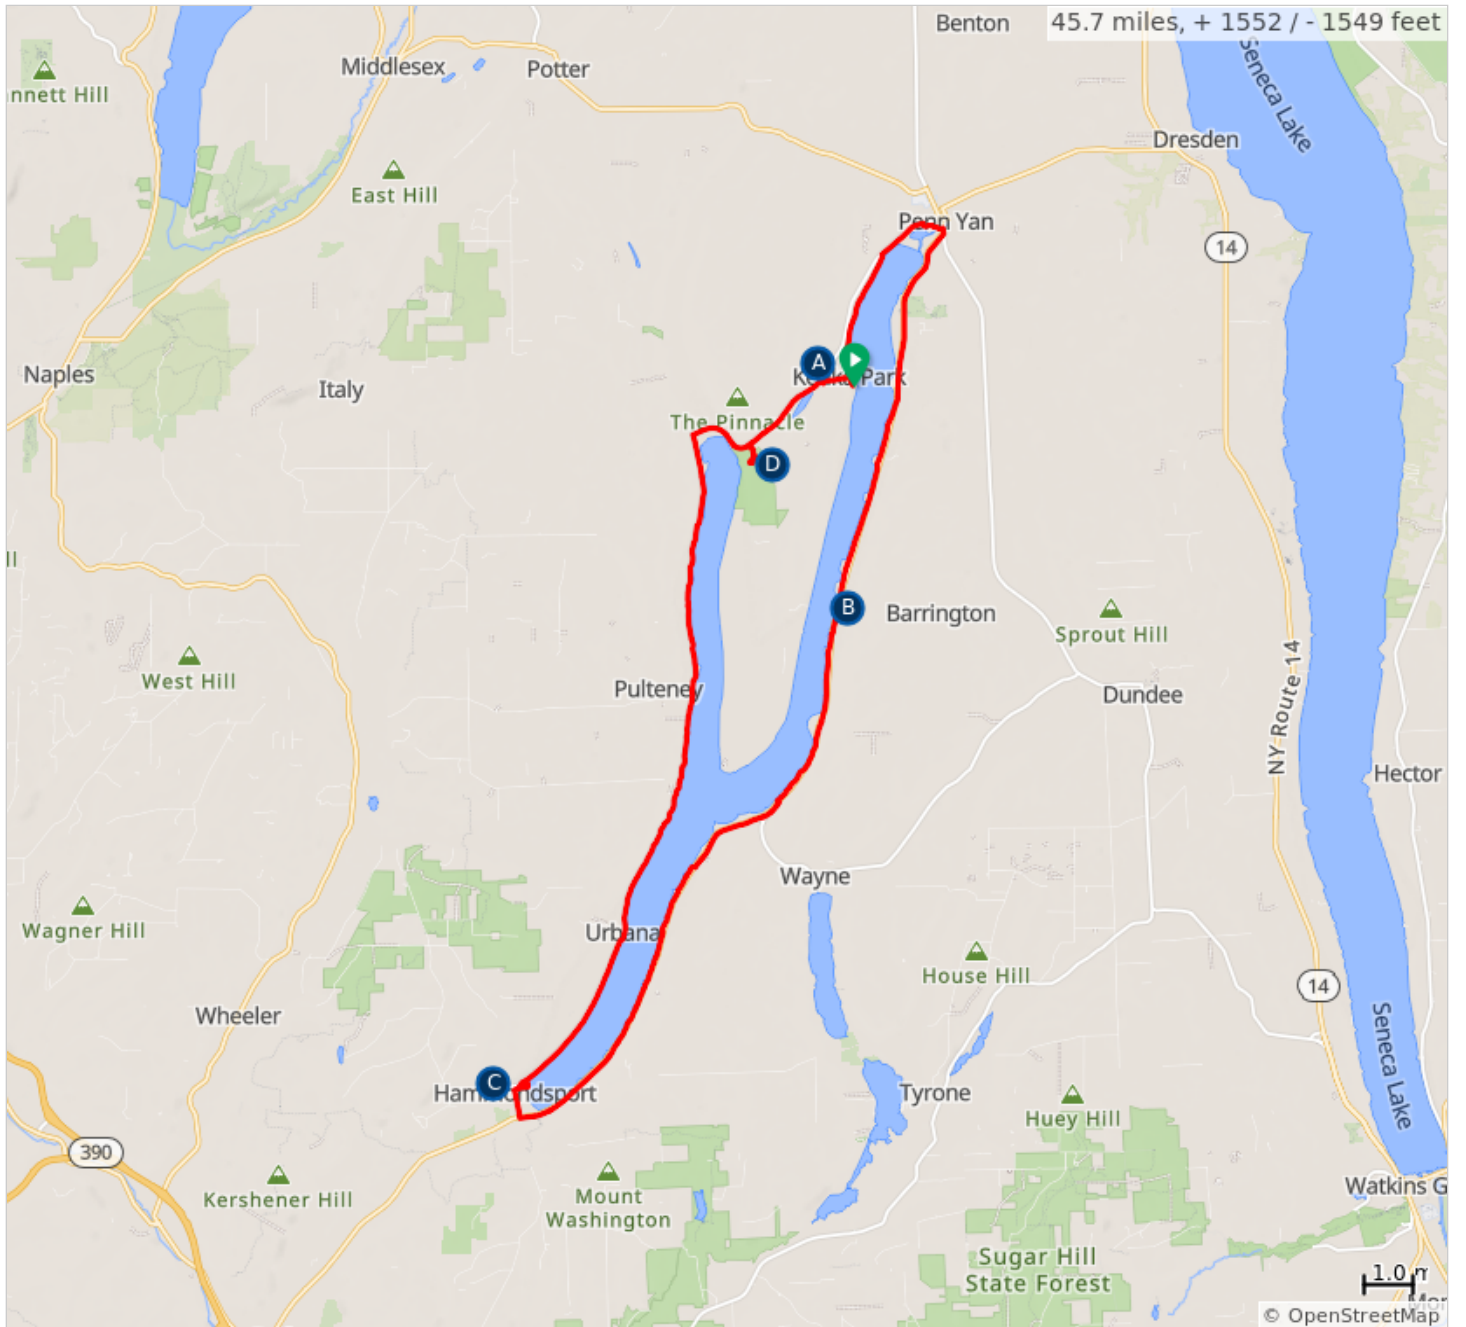 Benton
45.7 miles, + 1552 / - 1549 feet
Middlesex
Potter
Seneca Lake
nnett Hill
Dresden
East Hill
Penn Yan
14
A
Naples
Keuka Park
Italy
The Pinnacle
D
ll
B
Barrington
Sprout Hill
West Hill
Pulteney
Dundee
NY Route 14
Hector
Wayne
Wagner Hill
Urbana
House Hill
14
Wheeler
Seneca Lake
C
Hammondsport
Tyrone
Huey Hill
390
Kershener Hill
Mount
Washington
Watkins G
Sugar Hill
State Forest
1.0 m
© OpenStreetMap